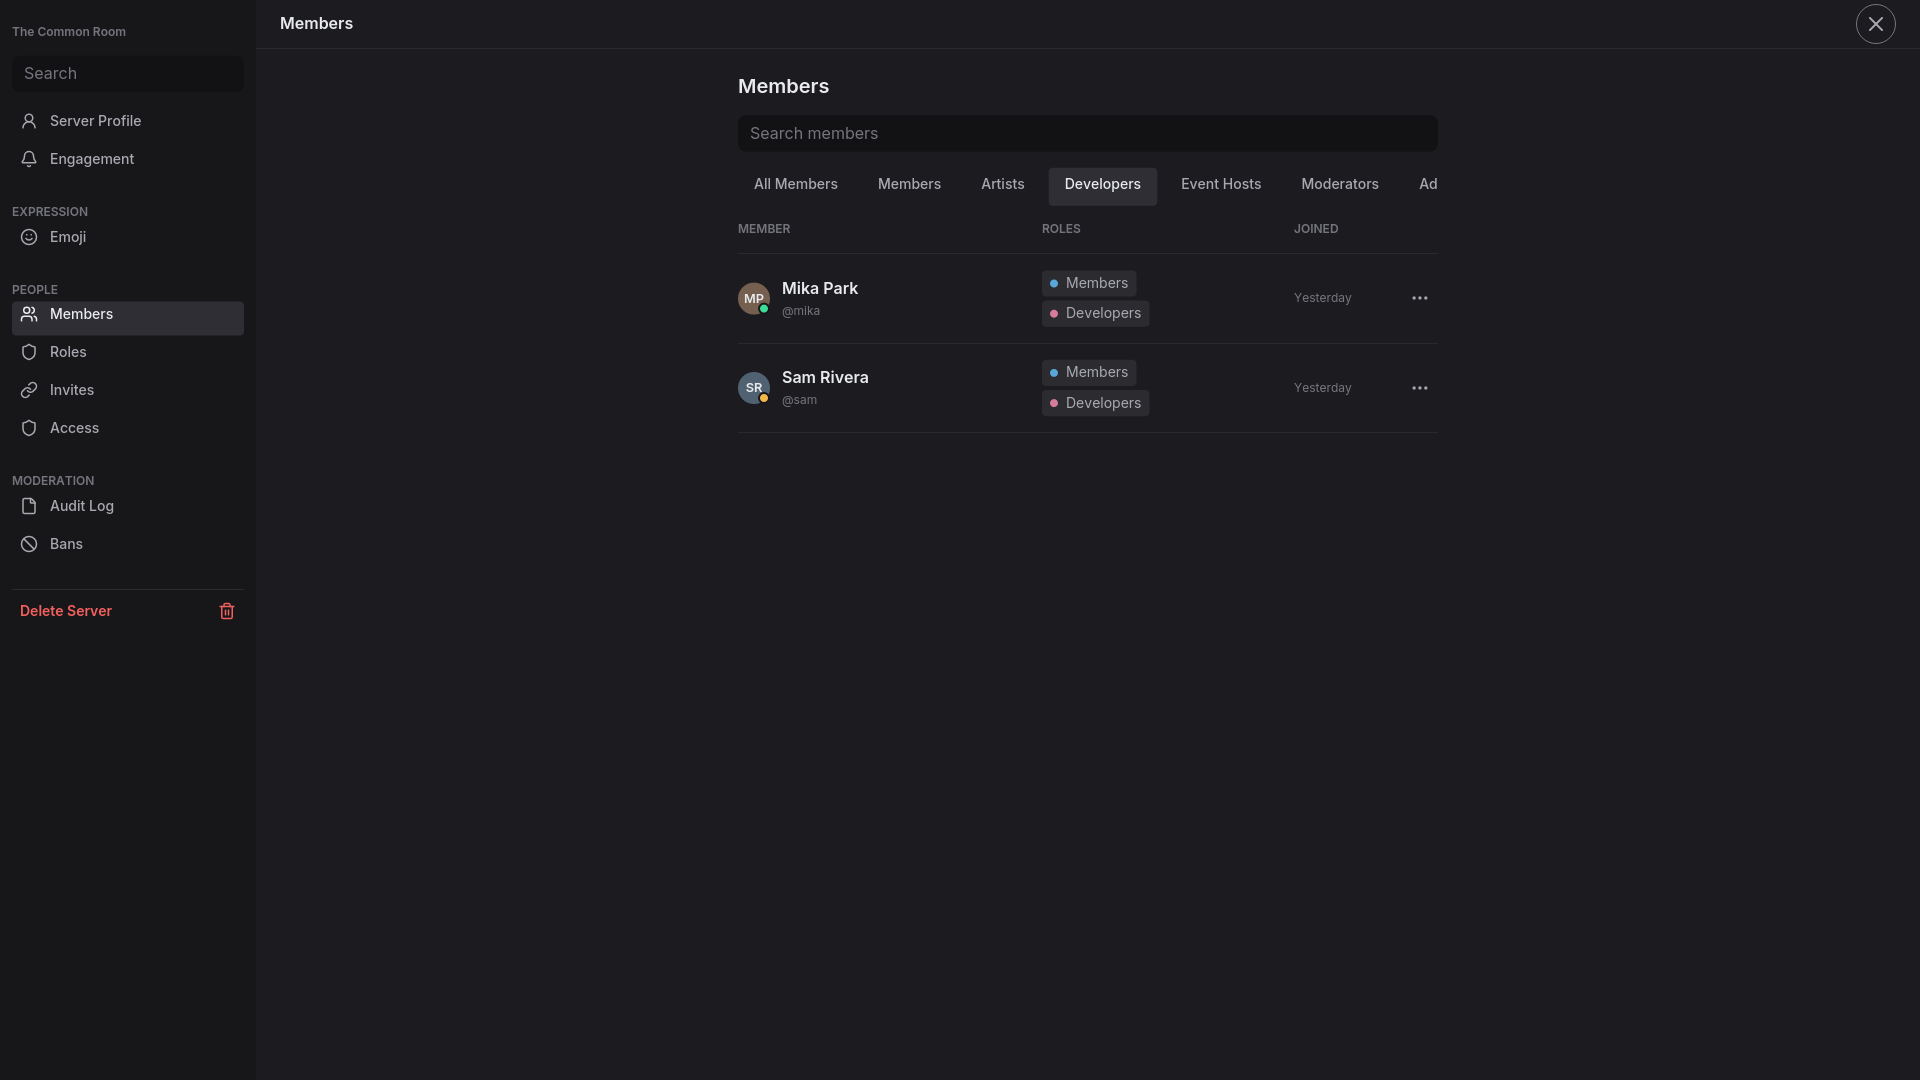 The Common Room
Search
Server Profile
Engagement
EXPRESSION
Emoji
PEOPLE
Members
Roles
Invites
Access
MODERATION
Audit Log
Bans
Delete Server
Members
Members
Search members
All Members Members Artists Developers Event Hosts Moderators Ad
MEMBER ROLES JOINED
MP Mika Park
@mika
Members
Developers
Yesterday
SR Sam Rivera
@sam
Members
Developers
Yesterday